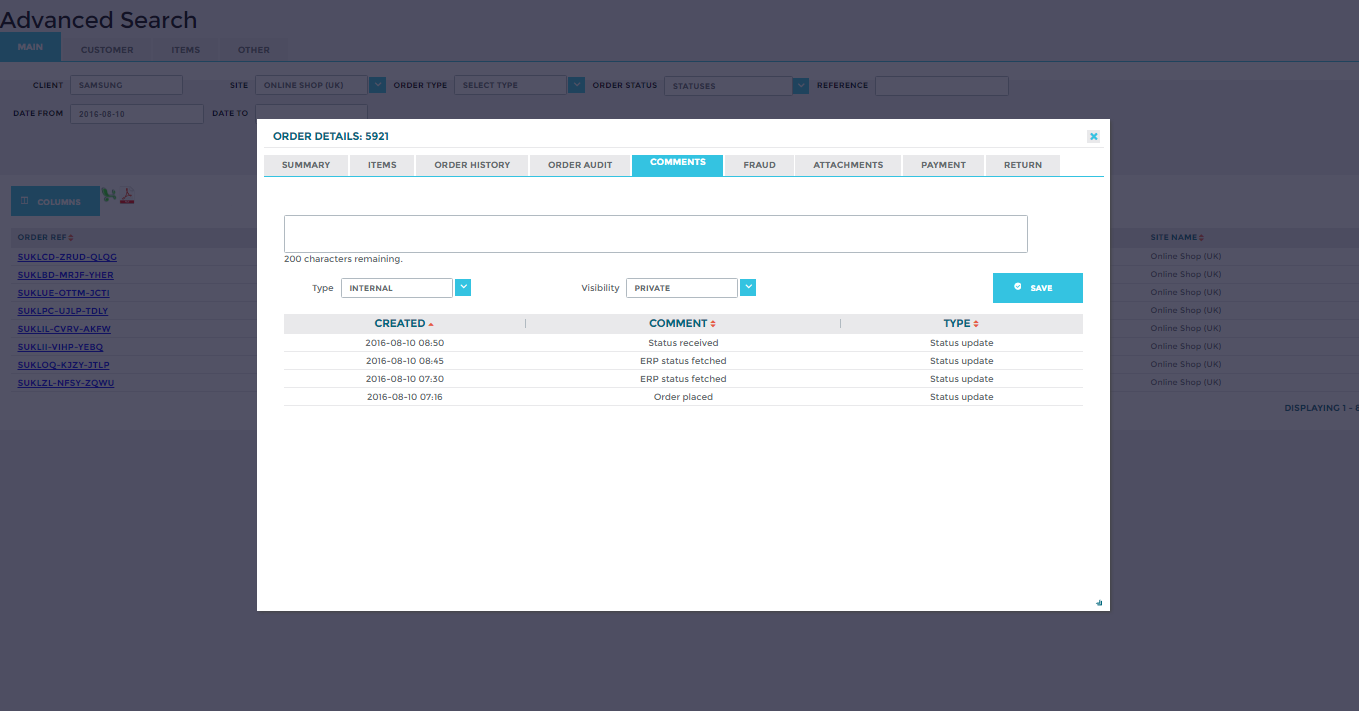 Advanced Search
MAIN CUSTOMER ITEMS OTHER
CLIENT SAMSUNG SITE ONLINE SHOP (UK) ORDER TYPE SELECT TYPE ORDER STATUS STATUSES REFERENCE
DATE FROM 2016-08-10 DATE TO
ORDER DETAILS: 5921
SUMMARY ITEMS ORDER HISTORY ORDER AUDIT COMMENTS FRAUD ATTACHMENTS PAYMENT RETURN
200 characters remaining.
Type INTERNAL Visibility PRIVATE SAVE
CREATED COMMENT TYPE
2016-08-10 08:50 Status received Status update
2016-08-10 08:45 ERP status fetched Status update
2016-08-10 07:30 ERP status fetched Status update
2016-08-10 07:16 Order placed Status update
COLUMNS
ORDER REF SITE NAME
SUKLCD-ZRUD-QLQG Online Shop (UK)
SUKLBD-MRJF-YHER Online Shop (UK)
SUKLUE-OTTM-JCTI Online Shop (UK)
SUKLPC-UJLP-TDLY Online Shop (UK)
SUKLIL-CVRV-AKFW Online Shop (UK)
SUKLII-VIHP-YEBQ Online Shop (UK)
SUKLOQ-KJZY-JTLP Online Shop (UK)
SUKLZL-NFSY-ZQWU Online Shop (UK)
DISPLAYING 1 -